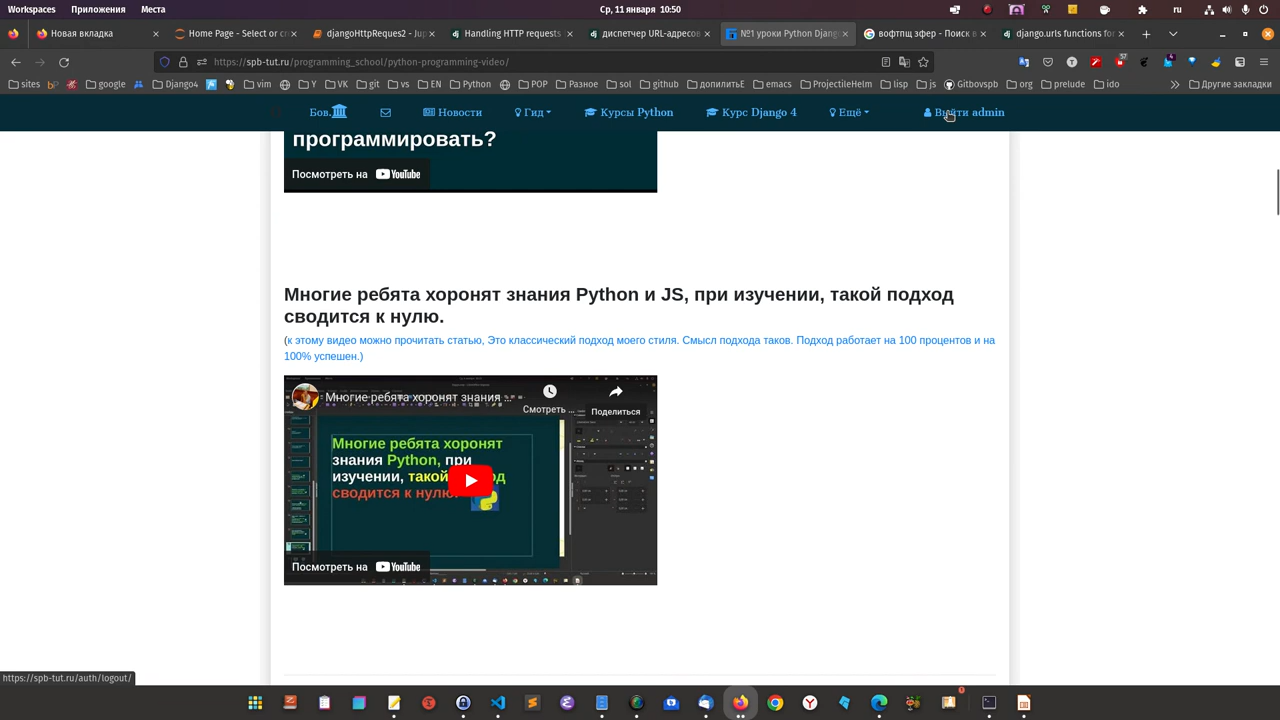 Workspaces Приложения Места Ср, 11 января 10:50 ru
Новая вкладка Home Page - Select or cr djangoHttpReques2 - Jup Handling HTTP requests диспетчер URL-адресов №1 уроки Python Djang вофтпщ зфер - Поиск в django.urls functions for
https://spb-tut.ru/programming_school/python-programming-video/ 57 4
sites google Django4 vim Y VK git vs EN Python POP Разное sol github допилитьЕ emacs ProjectileHelm lisp js Gitbovspb org prelude ido Другие закладки
Бов. Новости Гид Курсы Python Курс Django 4 Ещё Выйти admin
программировать?
Посмотреть на YouTube
Многие ребята хоронят знания Python и JS, при изучении, такой подход
сводится к нулю.
(к этому видео можно прочитать статью, Это классический подход моего стиля. Смысл подхода таков. Подход работает на 100 процентов и на
100% успешен.)
Многие ребята хоронят знания ...
Смотреть ... Поделиться
Многие ребята хоронят
знания Python, при
изучении,
сводится к нулю.
Посмотреть на YouTube
https://spb-tut.ru/auth/logout/